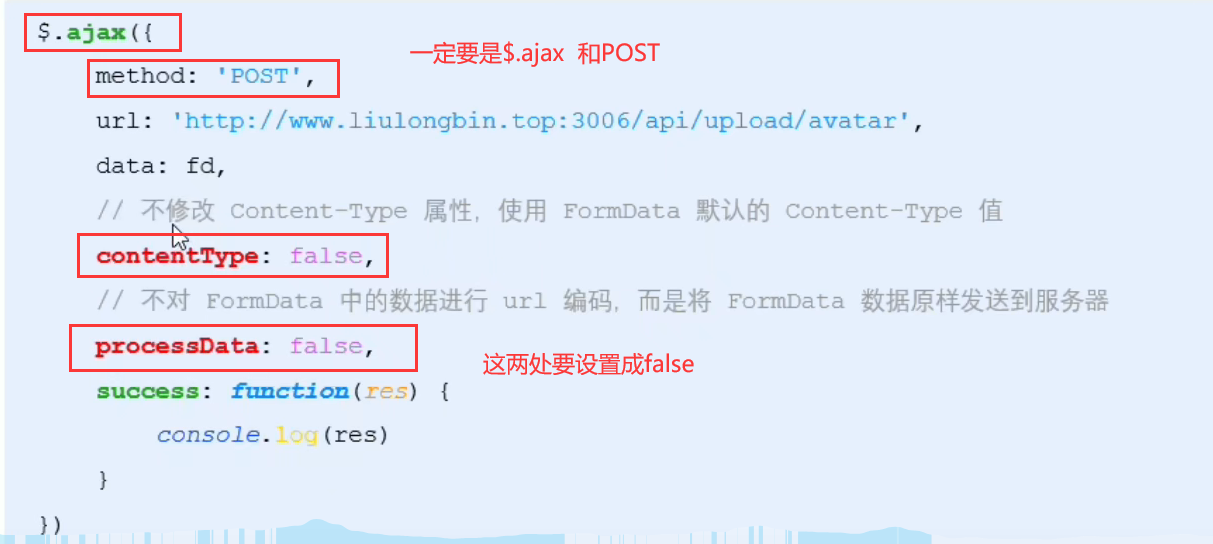 $.ajax({
一定要是$.ajax 和POST
method: 'POST',
url: 'http://www.liulongbin.top:3006/api/upload/avatar',
data: fd,
// 不修改 Content-Type 属性，使用 FormData 默认的 Content-Type 值
contentType: false,
// 不对 FormData 中的数据进行 url 编码，而是将 FormData 数据原样发送到服务器
processData: false,
这两处要设置成false
success: function(res) {
console.log(res)
}
})